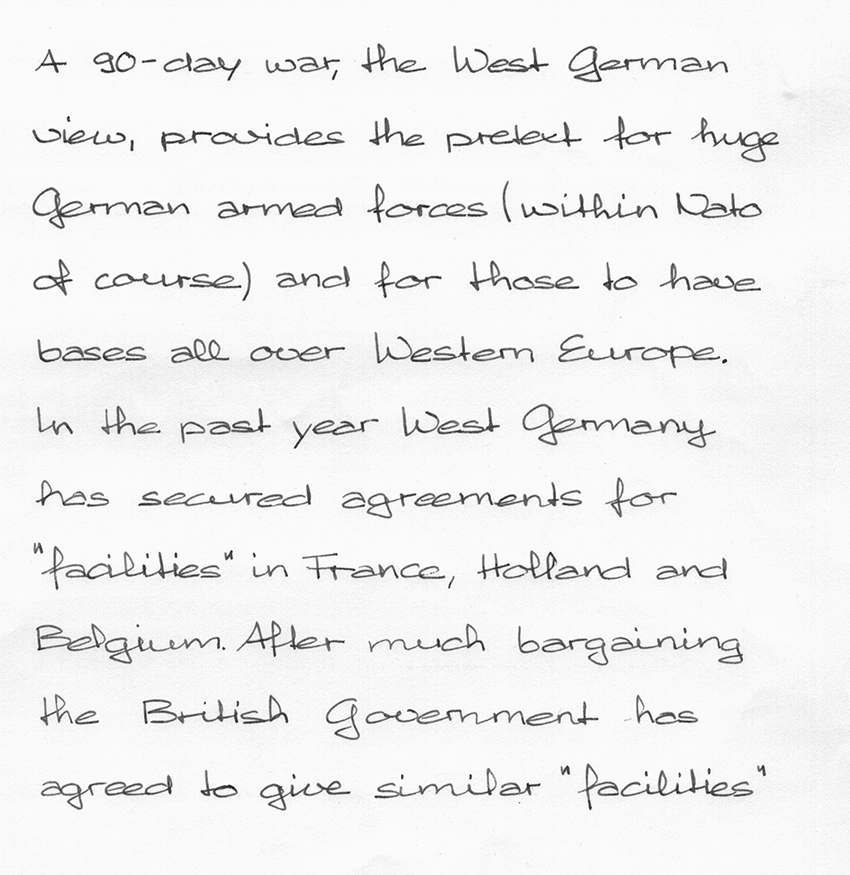 A 90-day war, the West German
view, provides the pretext for huge
German armed forces (within Nato
of course) and for those to have
bases all over Western Europe.
In the past year West Germany
has secured agreements for
"facilities" in France, Holland and
Belgium. After much bargaining
the British Government has
agreed to give similar "facilities"